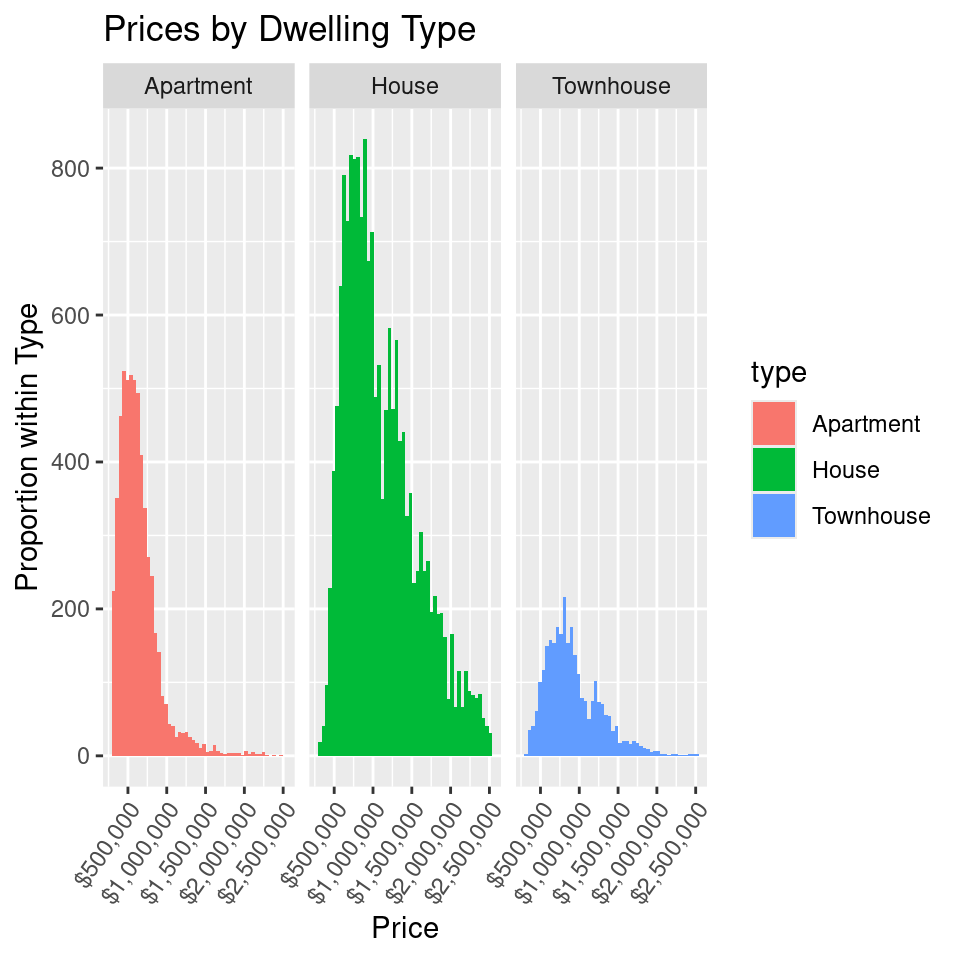 Prices by Dwelling Type
Apartment House Townhouse
800
600
400
200
0
Proportion within Type
$500,000 $1,000,000 $1,500,000 $2,000,000 $2,500,000 $500,000 $1,000,000 $1,500,000 $2,000,000 $2,500,000 $500,000 $1,000,000 $1,500,000 $2,000,000 $2,500,000
Price
type
Apartment
House
Townhouse